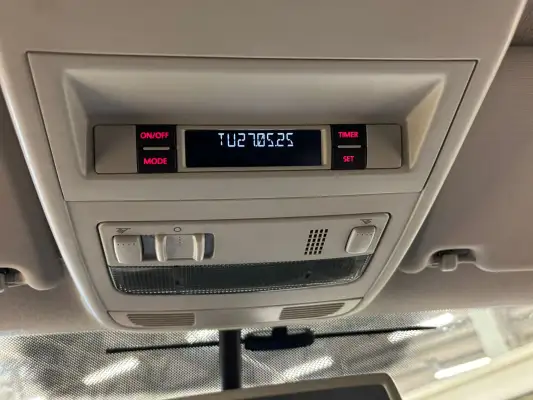 ON/OFF TU27.05.25 TIMER
MODE SET